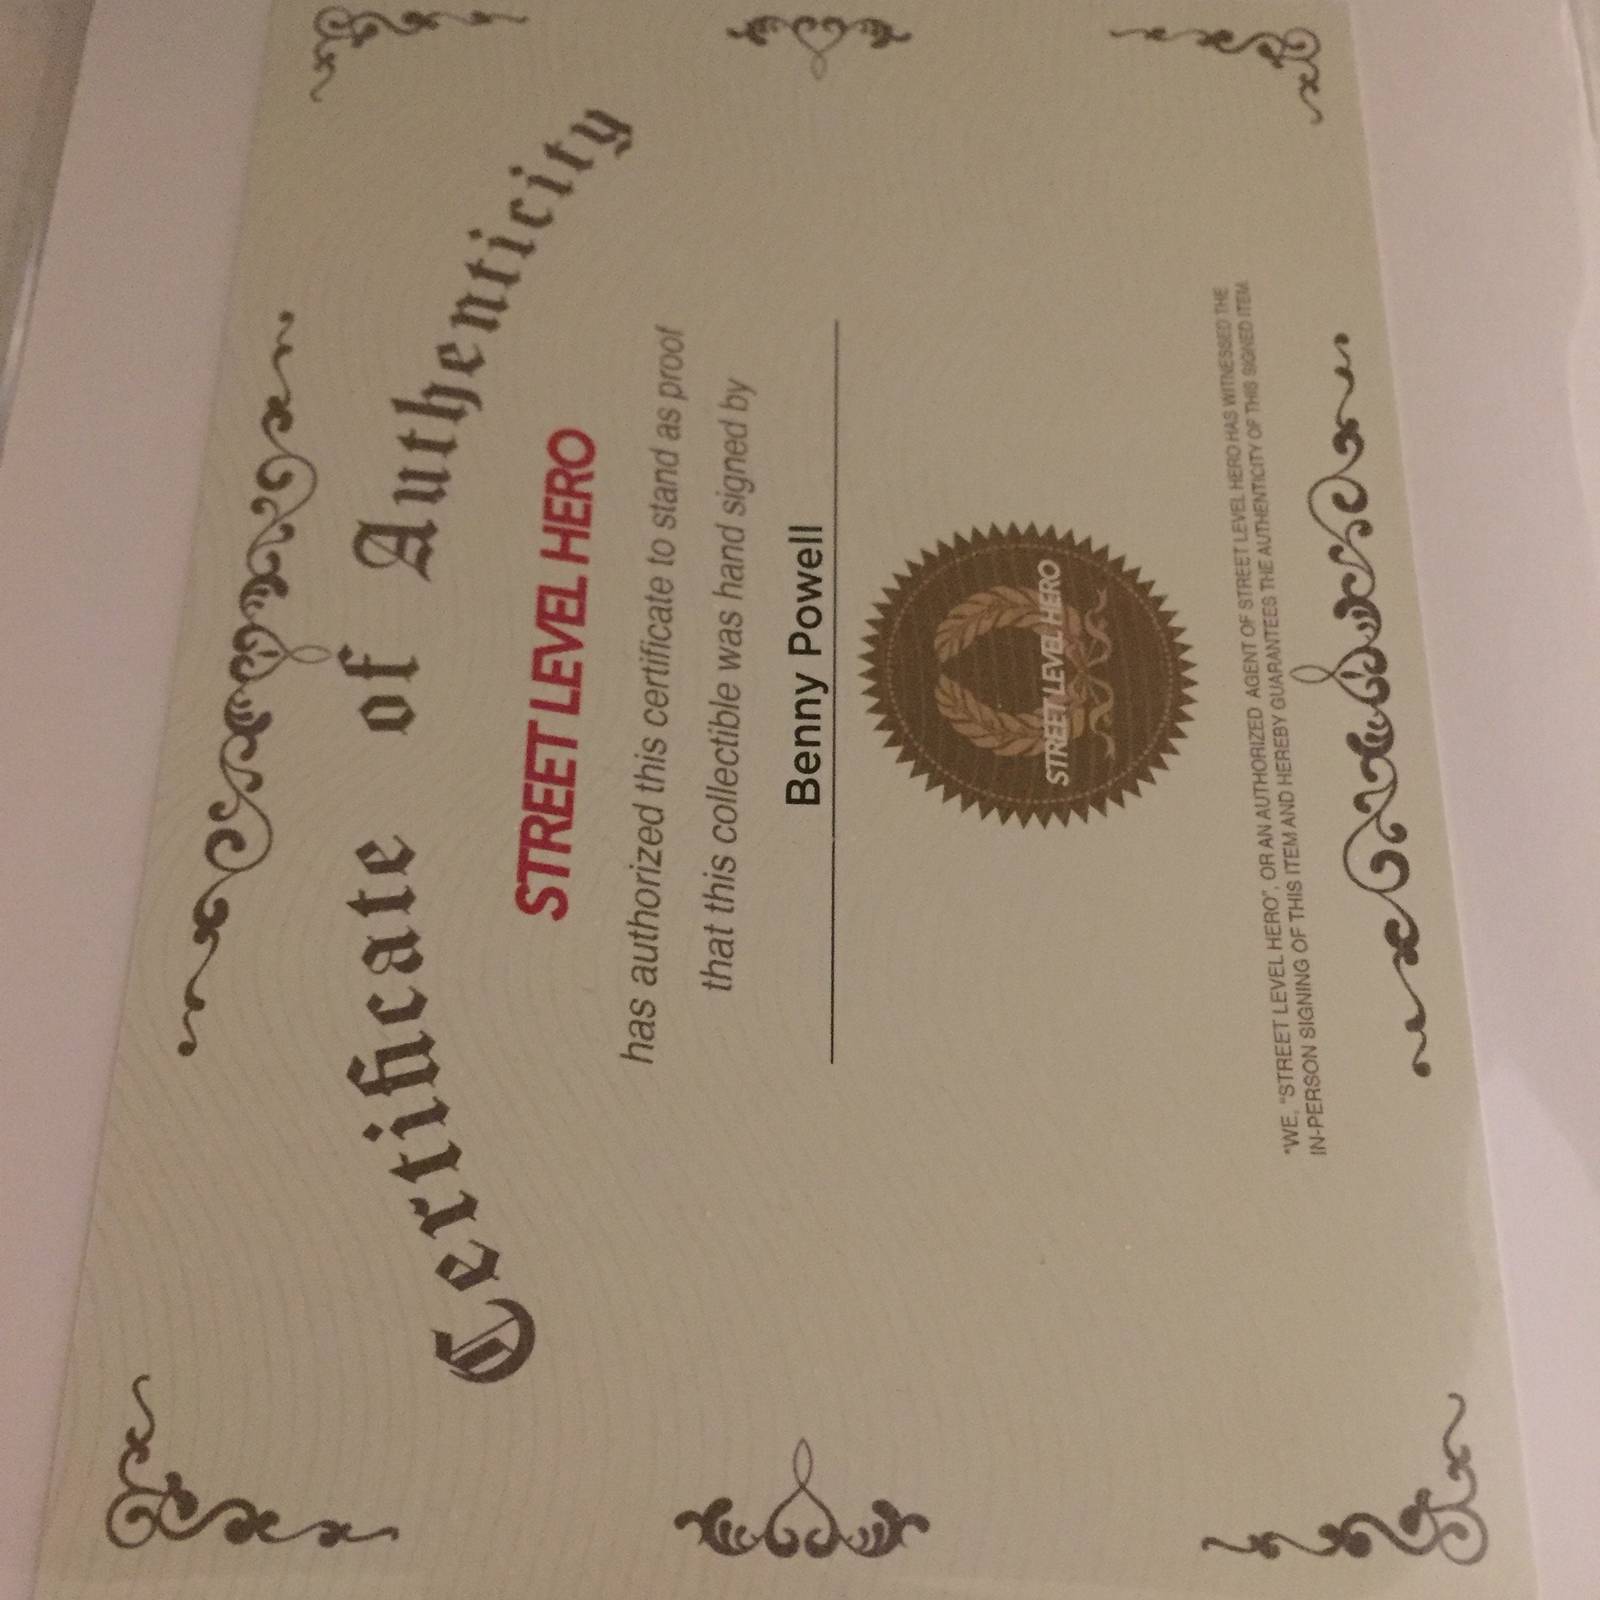 Certificate of Authenticity
STREET LEVEL HERO
has authorized this certificate to stand as proof
that this collectible was hand signed by
Benny Powell
STREET LEVEL HERO
"WE, "STREET LEVEL HERO", OR AN AUTHORIZED AGENT OF STREET LEVEL HERO HAS WITNESSED THE
IN-PERSON SIGNING OF THIS ITEM AND HEREBY GUARANTEES THE AUTHENTICITY OF THIS SIGNED ITEM.